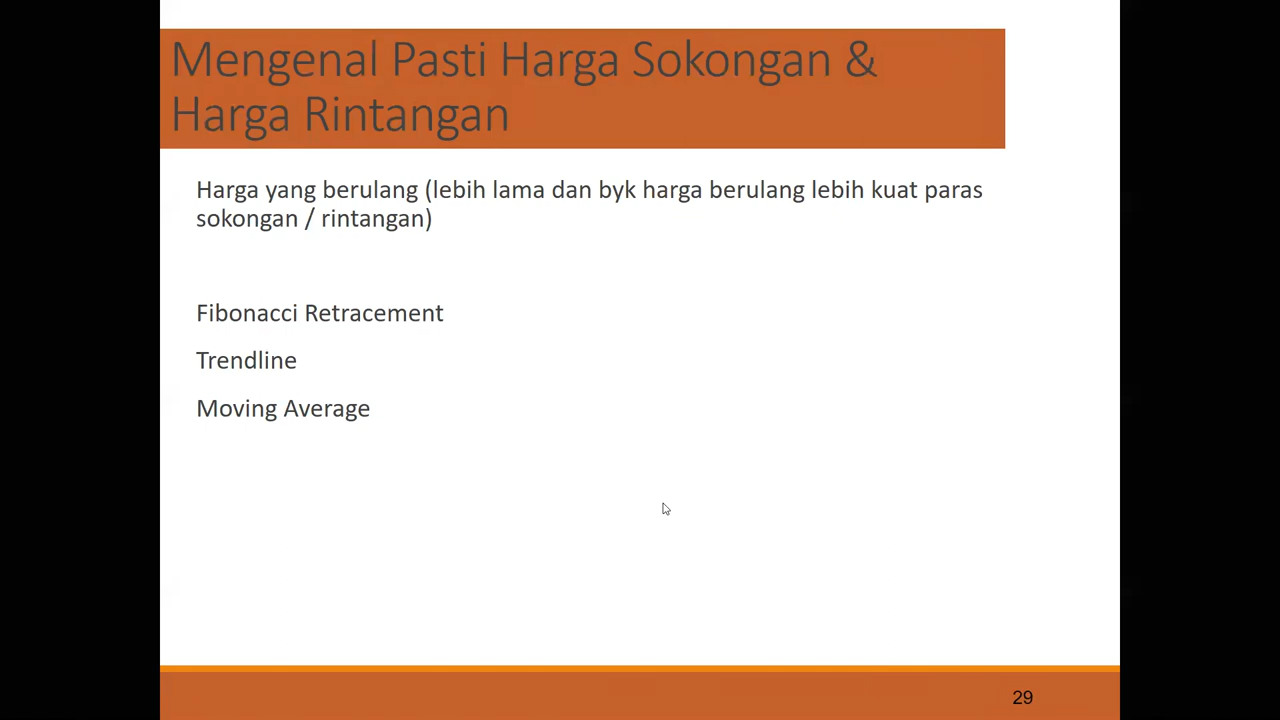 Mengenal Pasti Harga Sokongan &
Harga Rintangan
Harga yang berulang (lebih lama dan byk harga berulang lebih kuat paras
sokongan / rintangan)
Fibonacci Retracement
Trendline
Moving Average
29